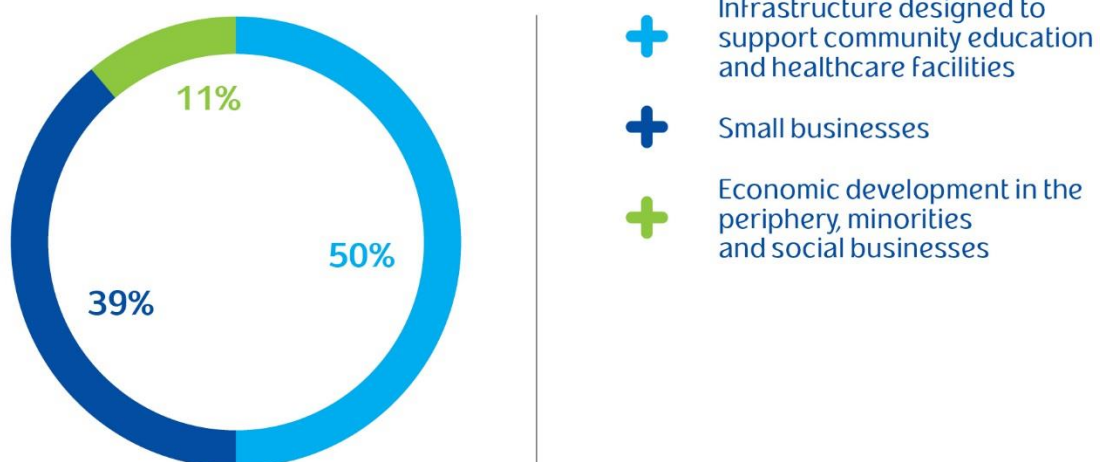 11%
50%
39%
Infrastructure designed to
support community education
and healthcare facilities
Small businesses
Economic development in the
periphery, minorities
and social businesses